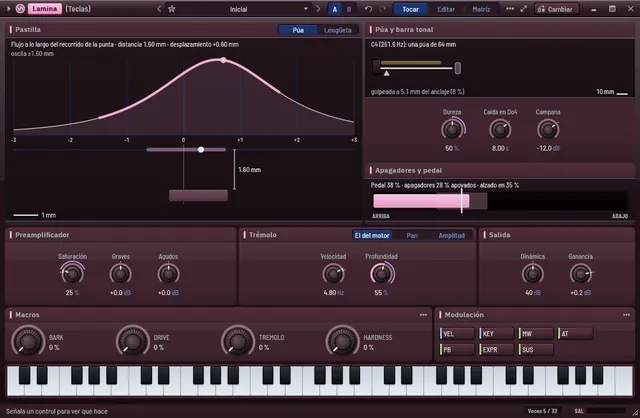 Lámina (Teclas)
Inicial
A B
Tocar Editar Matriz
Cambiar
Pastilla
Púa Lengüeta
Flujo a lo largo del recorrido de la punta · distancia 1.60 mm · desplazamiento +0.60 mm
oscila ±1.60 mm
-3 -2 -1 0 +1 +2 +3
1.60 mm
1 mm
Púa y barra tonal
C4 (261.6 Hz): una púa de 64 mm
golpeada a 5.1 mm del anclaje (8 %)
10 mm
Dureza Caída en Do4 Campana
50 % 8.00 s -12.0 dB
Apagadores y pedal
Pedal 38 % · apagadores 28 % apoyados · alzado en 35 %
ARRIBA ABAJO
Preamplificador
Saturación Graves Agudos
25 % +0.0 dB +0.0 dB
Trémolo
El del motor Pan Amplitud
Velocidad Profundidad
4.80 Hz 55 %
Salida
Dinámica Ganancia
40 dB +0.2 dB
Macros
BARK
0 %
DRIVE
0 %
TREMOLO
0 %
HARDNESS
0 %
Modulación
VEL KEY MW AT
PB EXPR SUS
Señala un control para ver qué hace
Voces 5 / 32 SAL